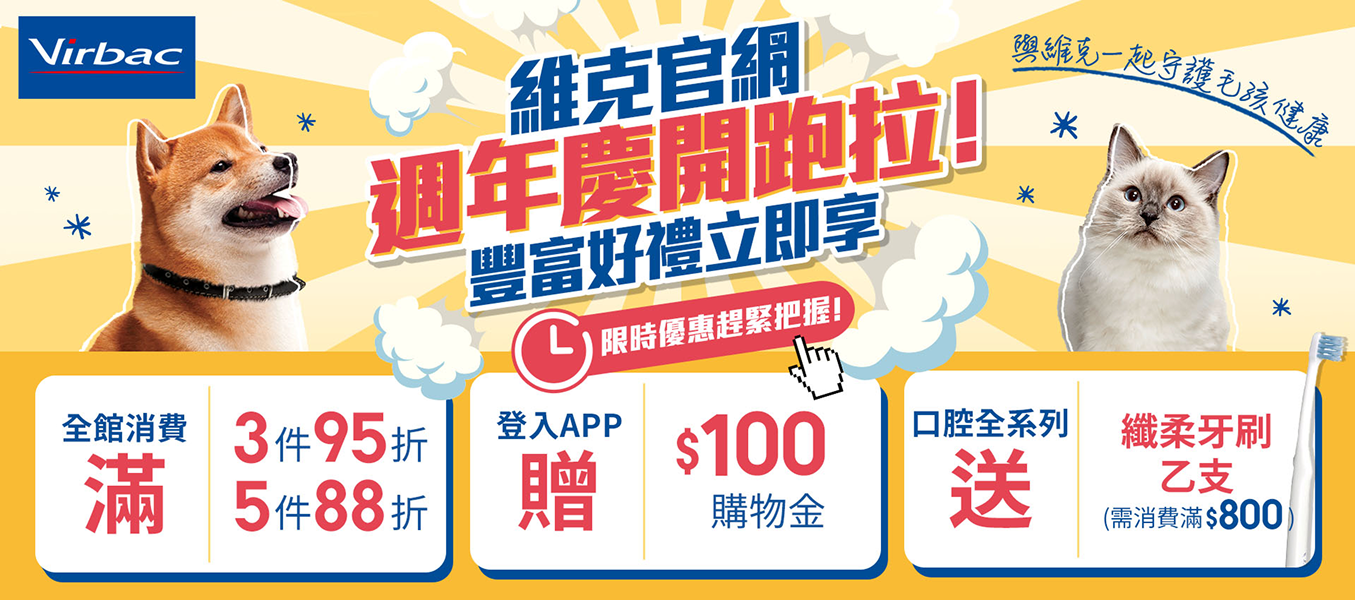 Virbac
維克官網
週年慶開跑拉!
豐富好禮立即享
限時優惠趕緊把握!
與維克一起守護毛孩健康
全館消費
滿
3件95折
5件88折
登入APP
贈
$100
購物金
口腔全系列
送
纖柔牙刷
乙支
(需消費滿$800)